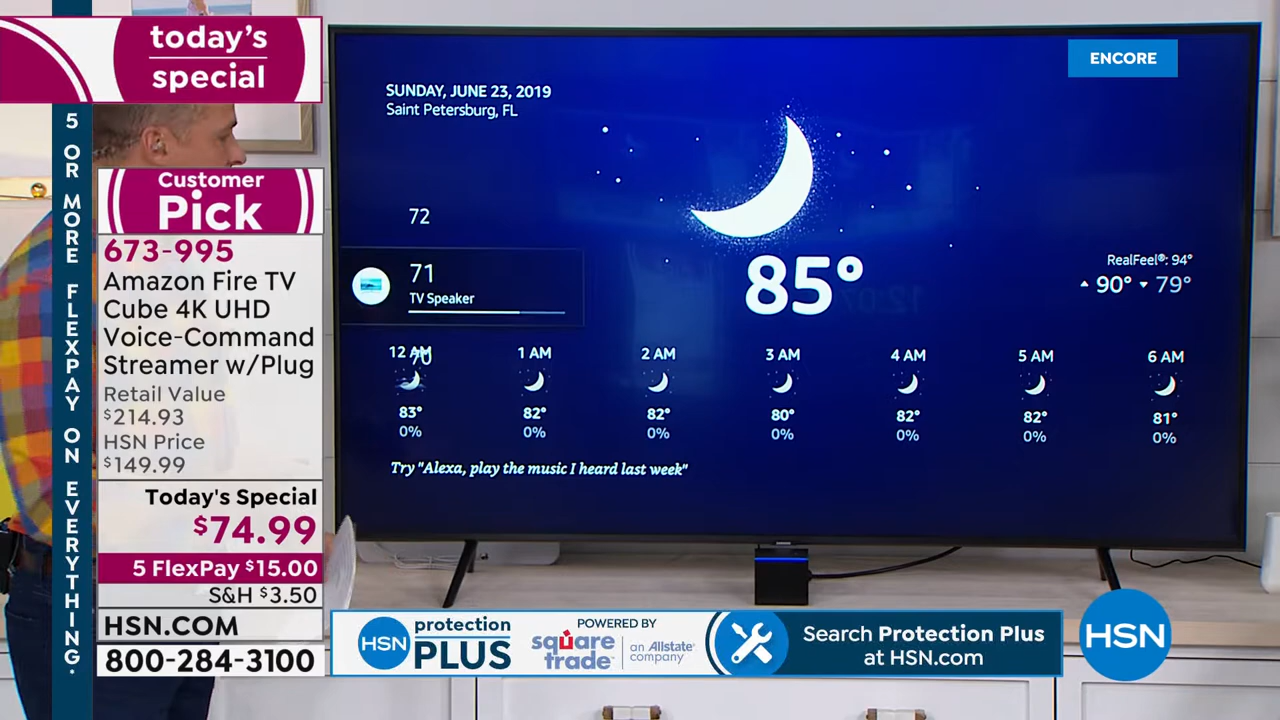 today's
special
5 OR MORE FLEXPAY ON EVERYTHING.
Customer
Pick
673-995
Amazon Fire TV
Cube 4K UHD
Voice-Command
Streamer w/Plug
Retail Value
$214.93
HSN Price
$149.99
Today's Special
$74.99
5 FlexPay $15.00
S&H $3.50
HSN.COM
800-284-3100
ENCORE
SUNDAY, JUNE 23, 2019
Saint Petersburg, FL
72
71
TV Speaker
70
85°
RealFeel®: 94°
90° 79°
12 AM 1 AM 2 AM 3 AM 4 AM 5 AM 6 AM
83° 82° 82° 80° 82° 82° 81°
0% 0% 0% 0% 0% 0% 0%
Try "Alexa, play the music I heard last week"
HSN protection
PLUS
POWERED BY
square
trade
an Allstate
company
Search Protection Plus
at HSN.com
HSN